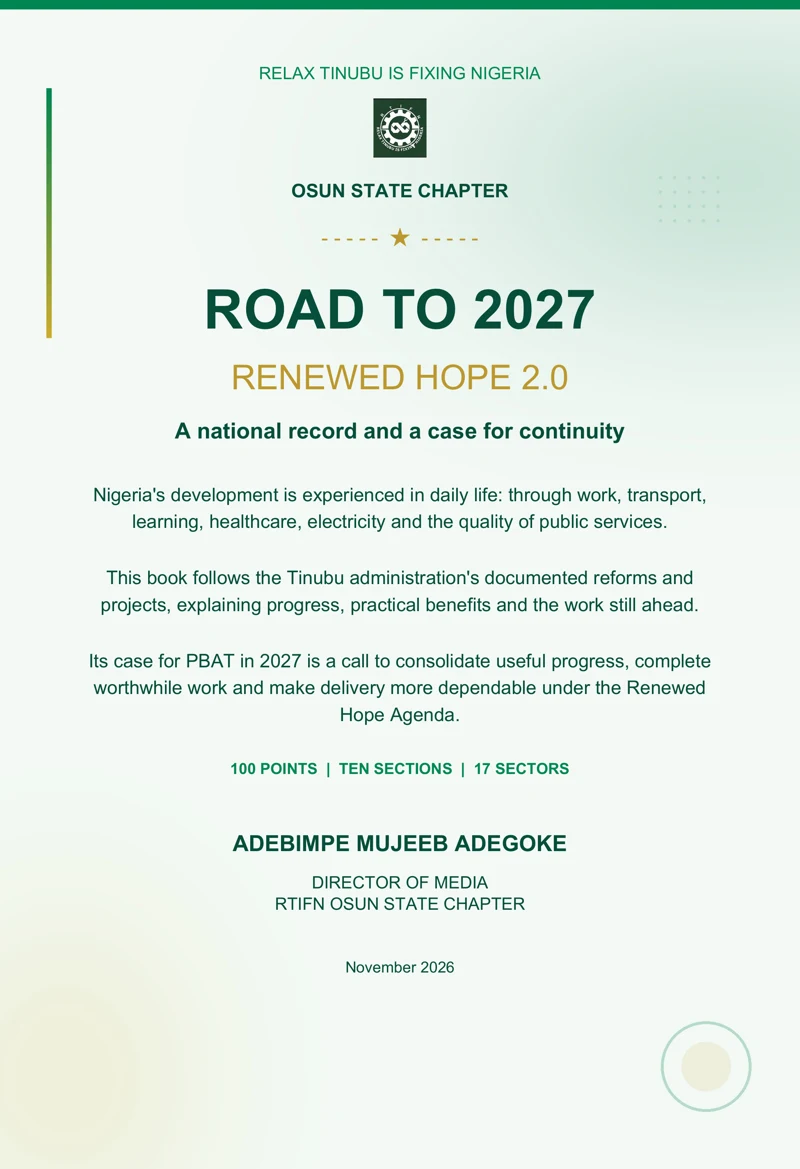 RELAX TINUBU IS FIXING NIGERIA
OSUN STATE CHAPTER
ROAD TO 2027
RENEWED HOPE 2.0
A national record and a case for continuity
Nigeria's development is experienced in daily life: through work, transport,
learning, healthcare, electricity and the quality of public services.
This book follows the Tinubu administration's documented reforms and
projects, explaining progress, practical benefits and the work still ahead.
Its case for PBAT in 2027 is a call to consolidate useful progress, complete
worthwhile work and make delivery more dependable under the Renewed
Hope Agenda.
100 POINTS | TEN SECTIONS | 17 SECTORS
ADEBIMPE MUJEEB ADEGOKE
DIRECTOR OF MEDIA
RTIFN OSUN STATE CHAPTER
November 2026